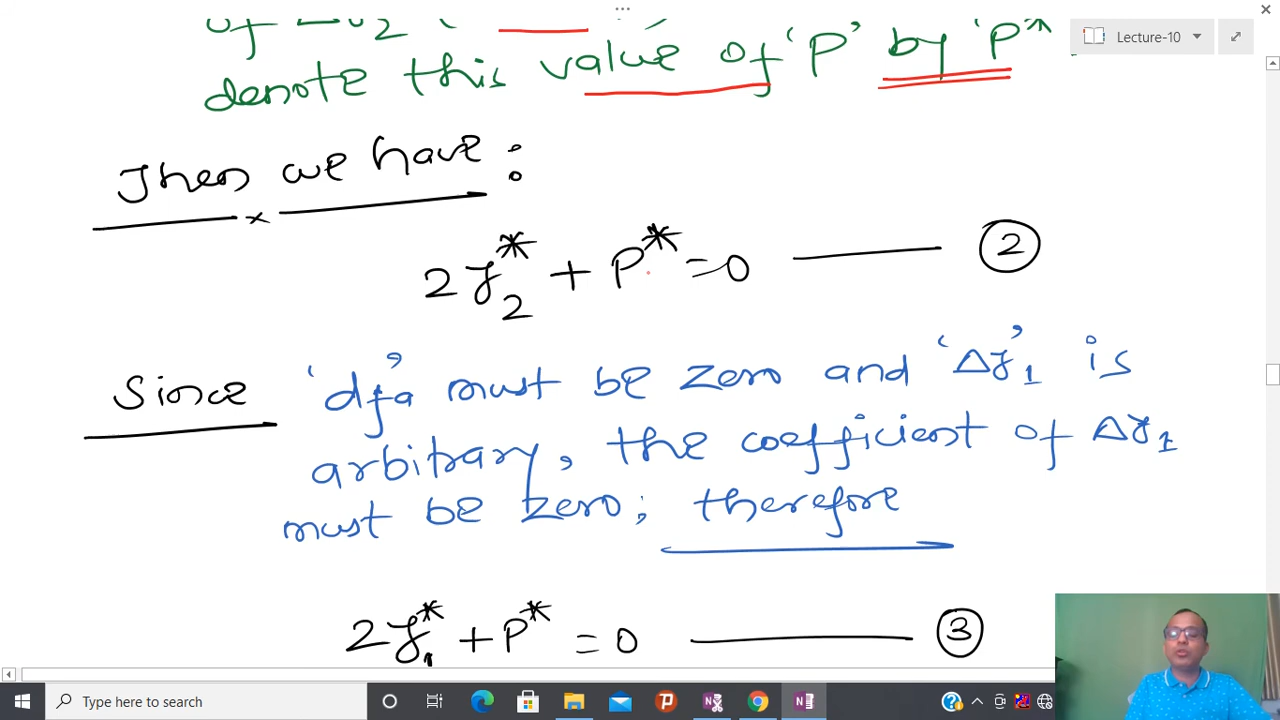 denote this value of 'P' by 'P*'
Lecture-10
Then we have:
2y₂* + P* = 0 —— ②
Since 'dfa' must be zero and 'Δy₁' is
arbitrary, the coefficient of Δy₁
must be zero; therefore
2y₁* + P* = 0 —— ③
Type here to search